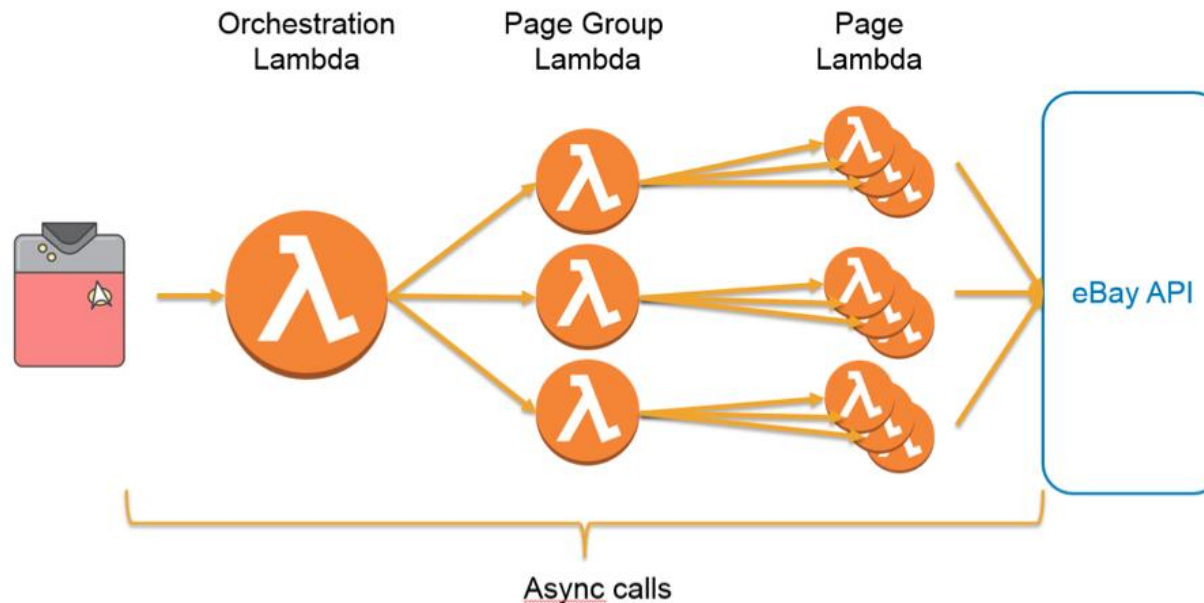 Orchestration
Lambda
Page Group
Lambda
Page
Lambda
eBay API
Async calls